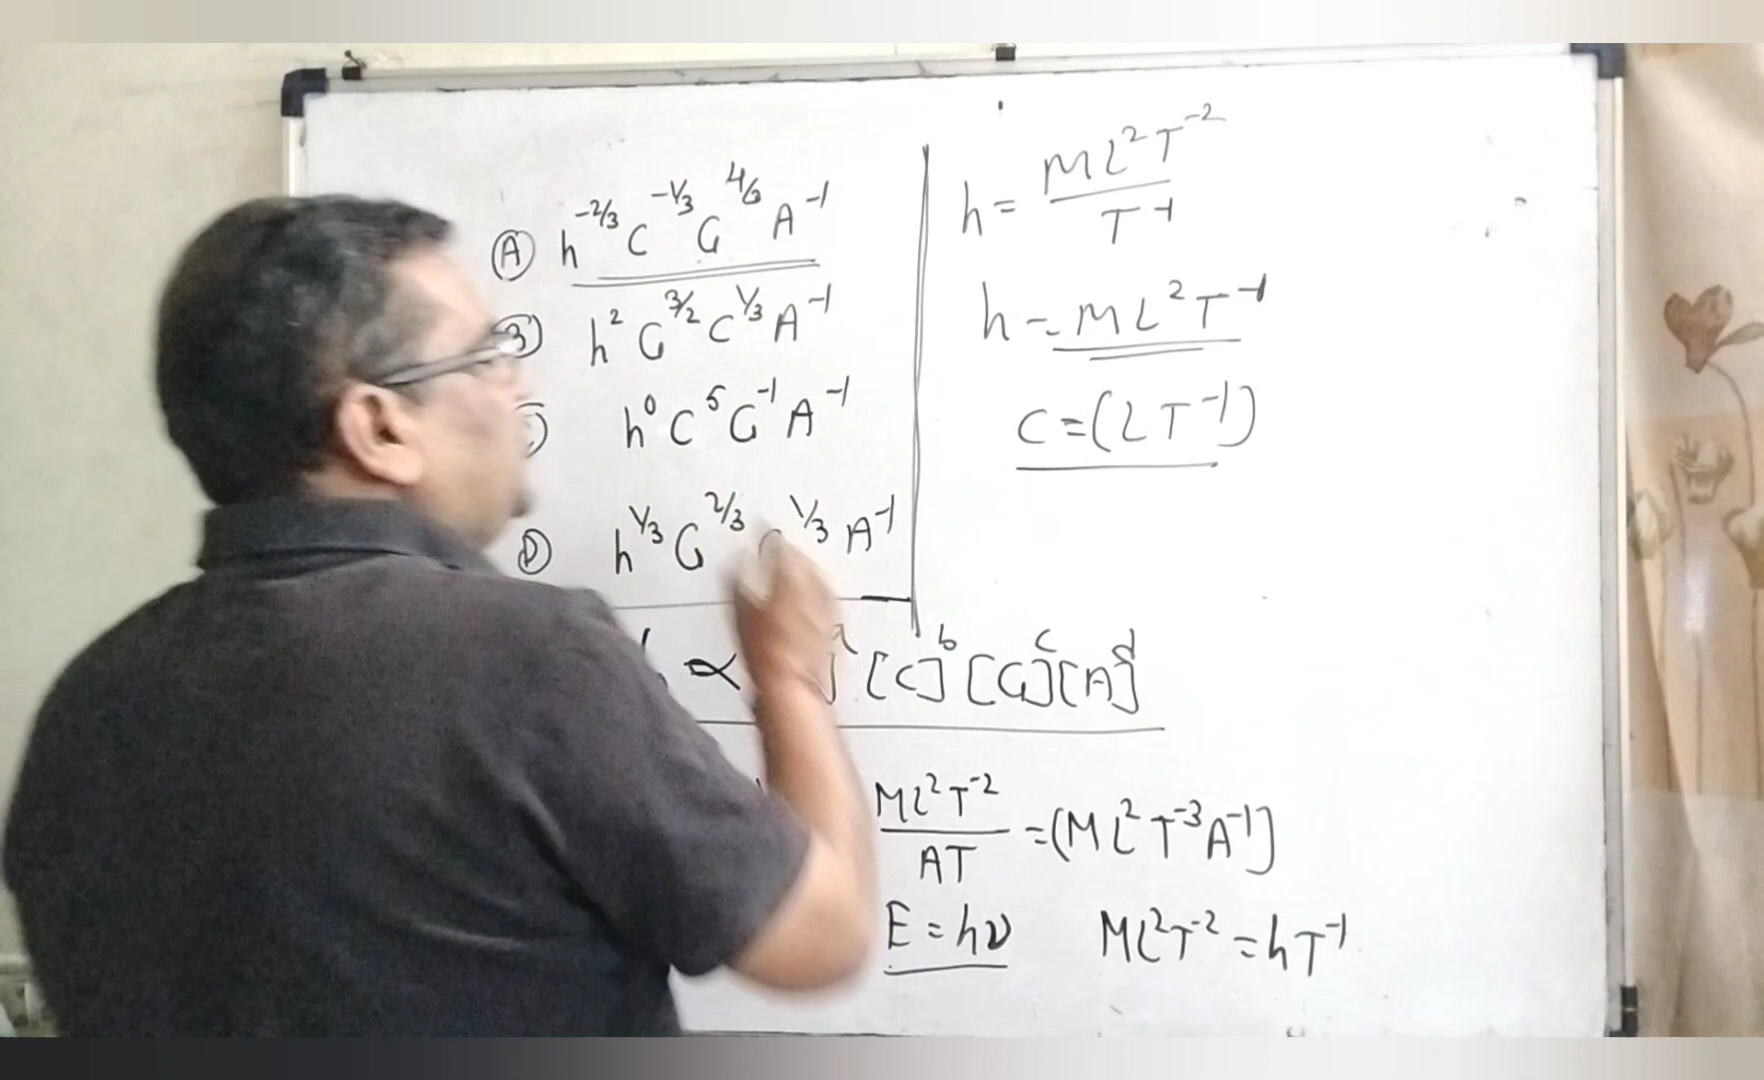 Ⓐ h^-2/3 C^-1/3 G^4/3 A^-1
h^2 G^3/2 C^1/3 A^-1
h^0 C^5 G^-1 A^-1
Ⓓ h^1/3 G^2/3 ^1/3 A^-1
∝ ]^a [C]^b [G]^c [A]^d
ML^2T^-2 / AT = (ML^2T^-3A^-1]
E = hν ML^2T^-2 = hT^-1
h = ML^2T^-2 / T^-1
h = ML^2T^-1
C = (LT^-1)